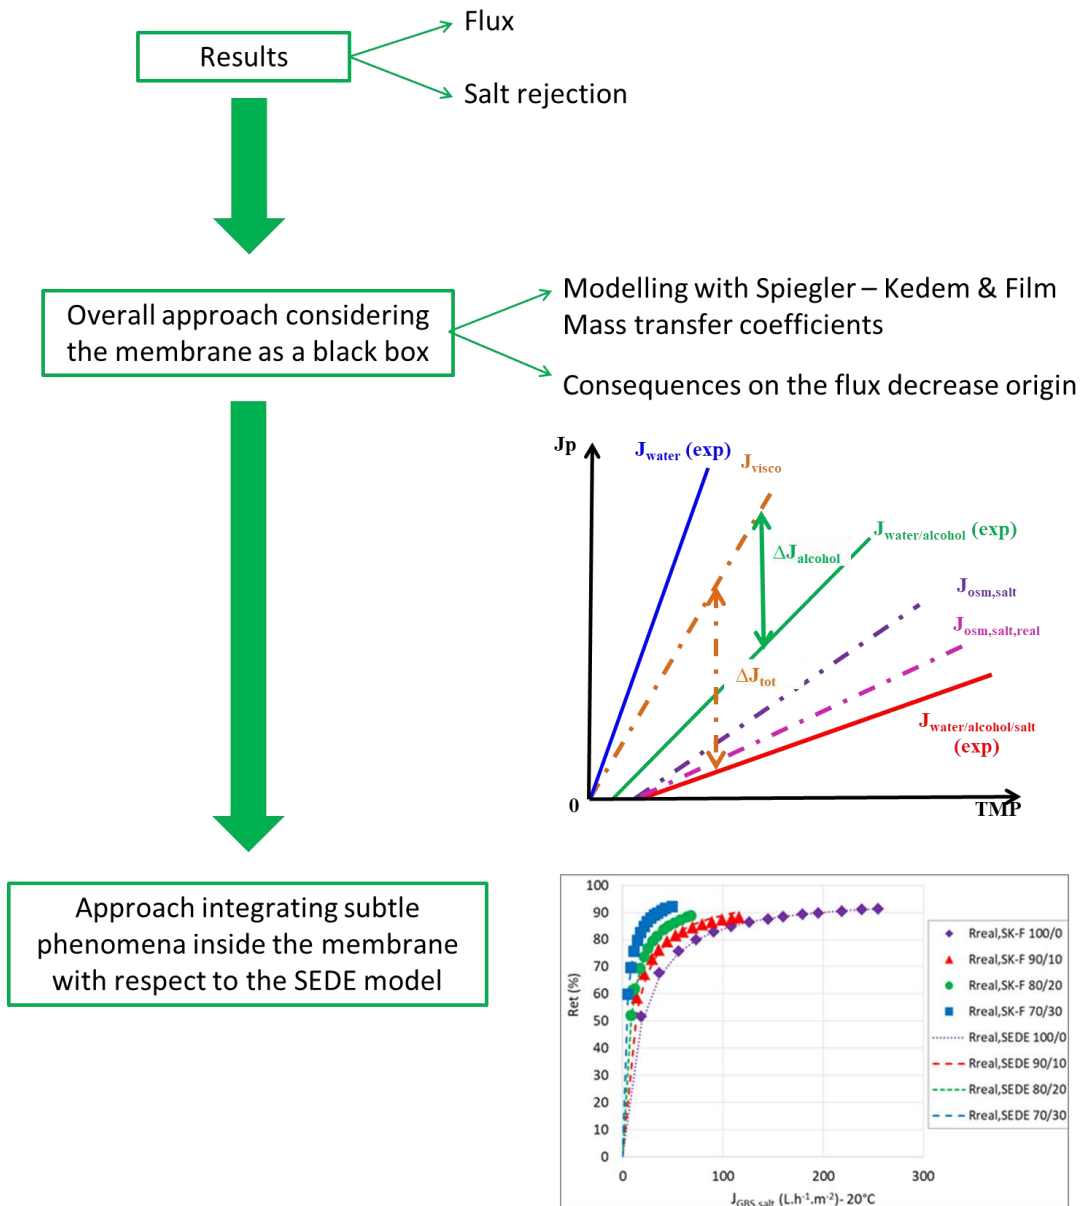 Flux
Results
Salt rejection
Overall approach considering
the membrane as a black box
Modelling with Spiegler – Kedem & Film
Mass transfer coefficients
Consequences on the flux decrease origin
Jp
Jwater (exp)
Jvisco
Jwater/alcohol (exp)
ΔJalcohol
Josm,salt
Josm,salt,real
ΔJtot
Jwater/alcohol/salt
(exp)
0
TMP
Approach integrating subtle
phenomena inside the membrane
with respect to the SEDE model
Ret (%)
100
90
80
70
60
50
40
30
20
10
0
0
100
200
300
JGBS salt (L.h-1.m-2)- 20°C
Rreal,SK-F 100/0
Rreal,SK-F 90/10
Rreal,SK-F 80/20
Rreal,SK-F 70/30
Rreal,SEDE 100/0
Rreal,SEDE 90/10
Rreal,SEDE 80/20
Rreal,SEDE 70/30